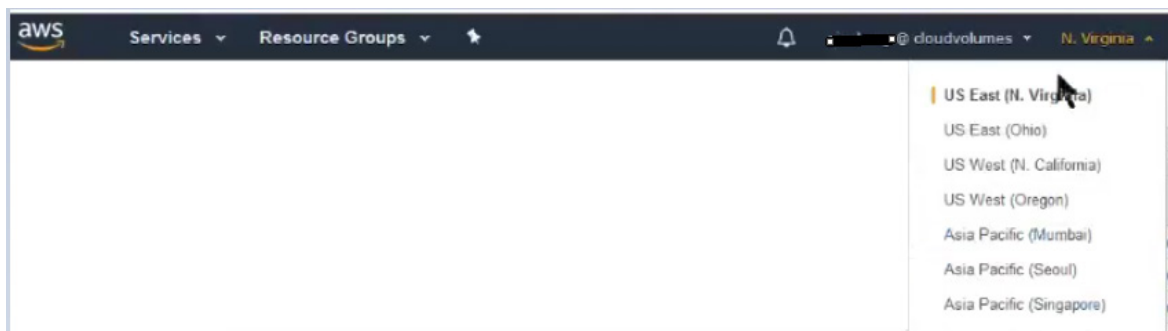 aws Services Resource Groups @ cloudvolumes N. Virginia
US East (N. Virginia)
US East (Ohio)
US West (N. California)
US West (Oregon)
Asia Pacific (Mumbai)
Asia Pacific (Seoul)
Asia Pacific (Singapore)